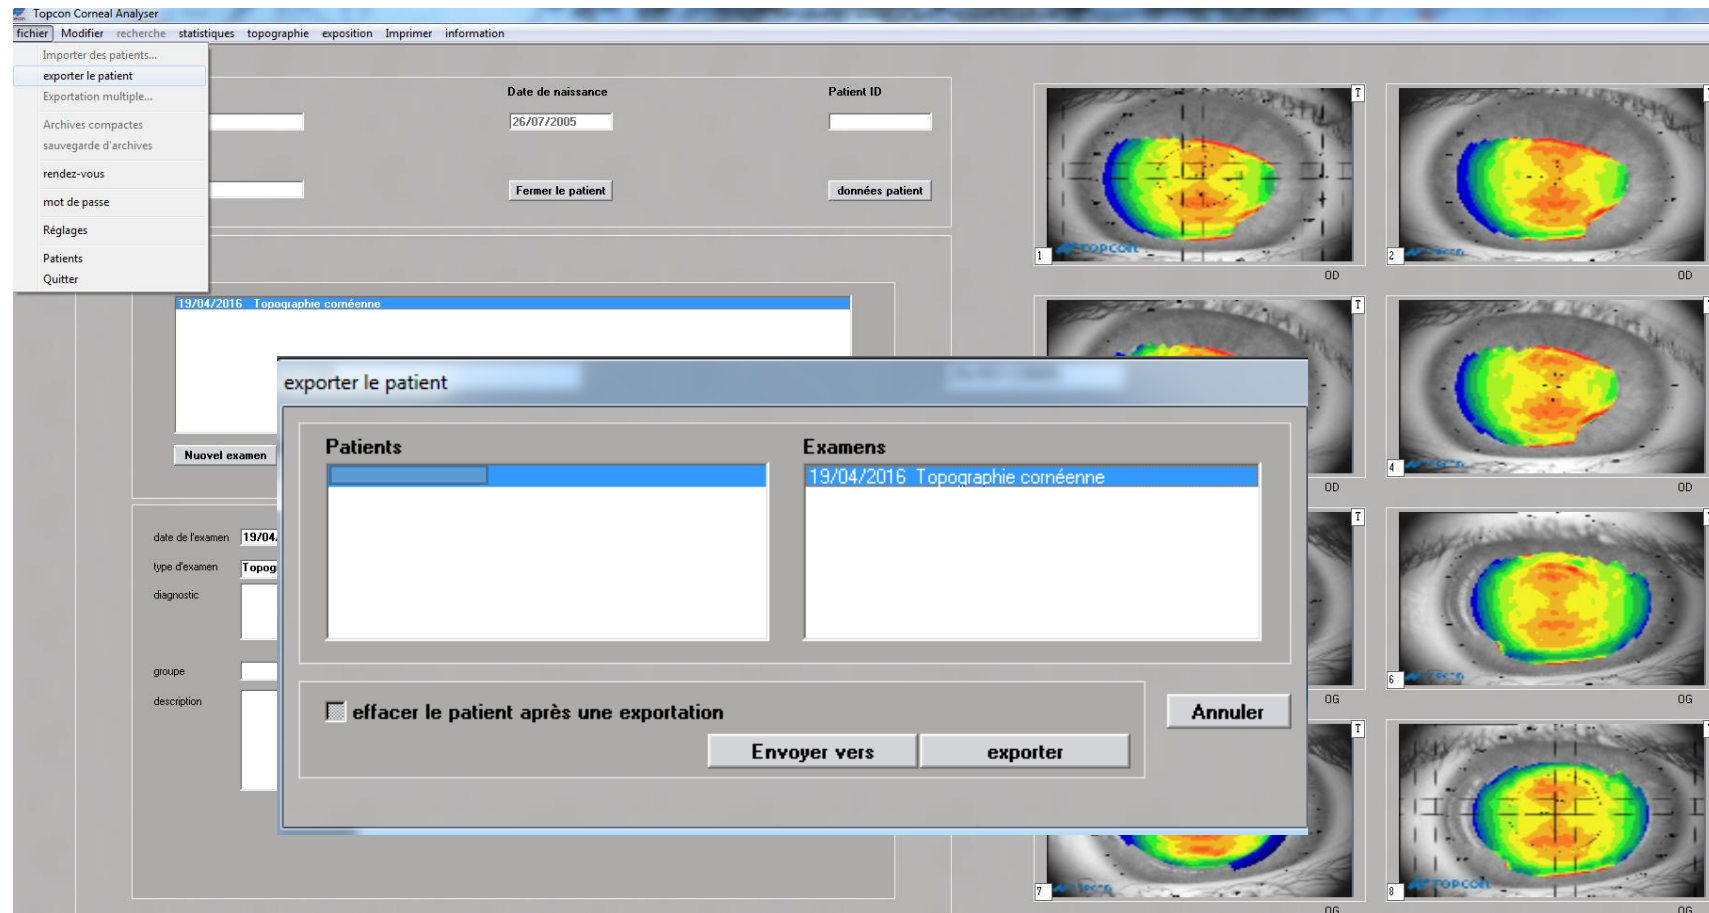 Topcon Corneal Analyser
fichier Modifier recherche statistiques topographie exposition Imprimer information
Importer des patients...
exporter le patient
Exportation multiple...
Archives compactes
sauvegarde d'archives
rendez-vous
mot de passe
Réglages
Patients
Quitter
Date de naissance
Patient ID
26/07/2005
Fermer le patient
données patient
19/04/2016 Topographie cornéenne
Nuovel examen
date de l'examen 19/04
type d'examen Topog
diagnostic
groupe
description
exporter le patient
Patients
Examens
19/04/2016 Topographie cornéenne
effacer le patient après une exportation
Annuler
Envoyer vers
exporter
T
1 TOPCON
OD
2
OD
T
OD
4
OD
T
OG
6
OG
T
7
OG
8 TOPCON
OG